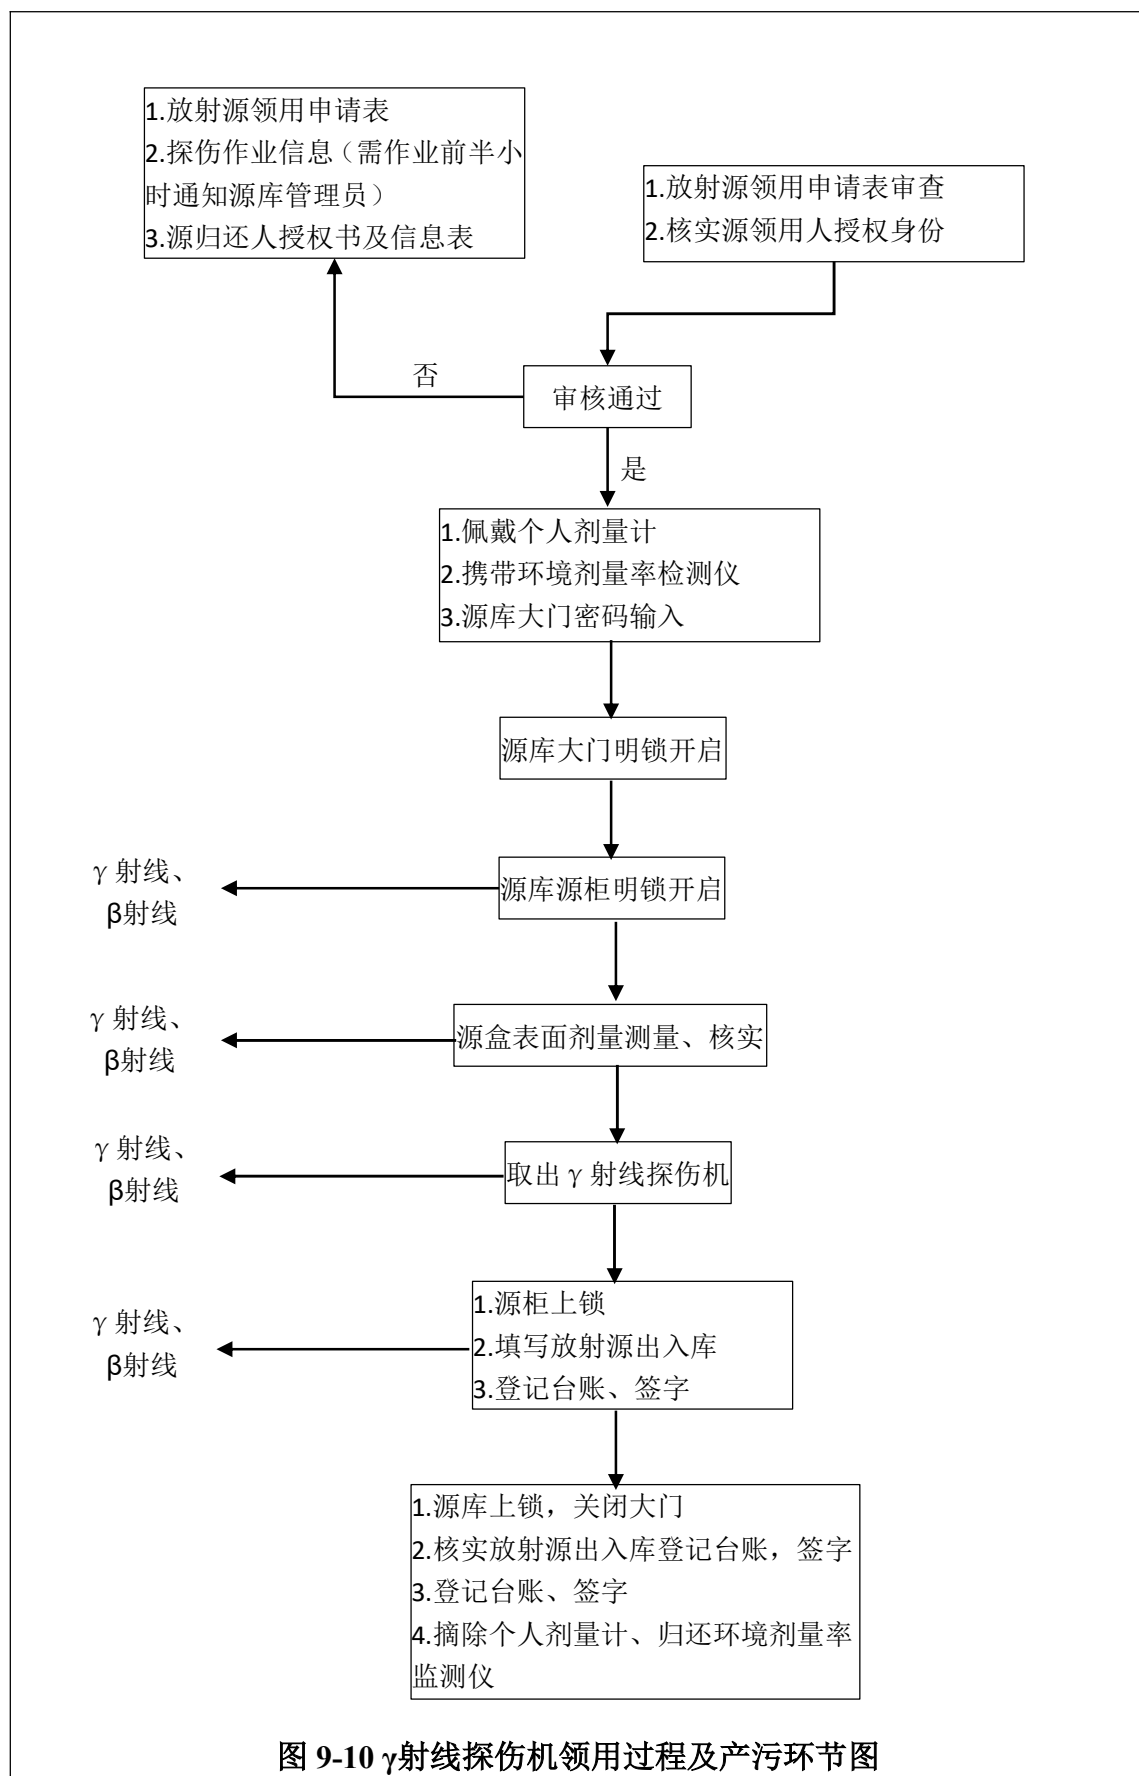 1.放射源领用申请表
2.探伤作业信息（需作业前半小
时通知源库管理员）
3.源归还人授权书及信息表
1.放射源领用申请表审查
2.核实源领用人授权身份
否
审核通过
是
1.佩戴个人剂量计
2.携带环境剂量率检测仪
3.源库大门密码输入
源库大门明锁开启
γ 射线、
β射线
源库源柜明锁开启
γ 射线、
β射线
源盒表面剂量测量、核实
γ 射线、
β射线
取出 γ 射线探伤机
γ 射线、
β射线
1.源柜上锁
2.填写放射源出入库
3.登记台账、签字
1.源库上锁，关闭大门
2.核实放射源出入库登记台账，签字
3.登记台账、签字
4.摘除个人剂量计、归还环境剂量率
监测仪
图 9-10 γ射线探伤机领用过程及产污环节图